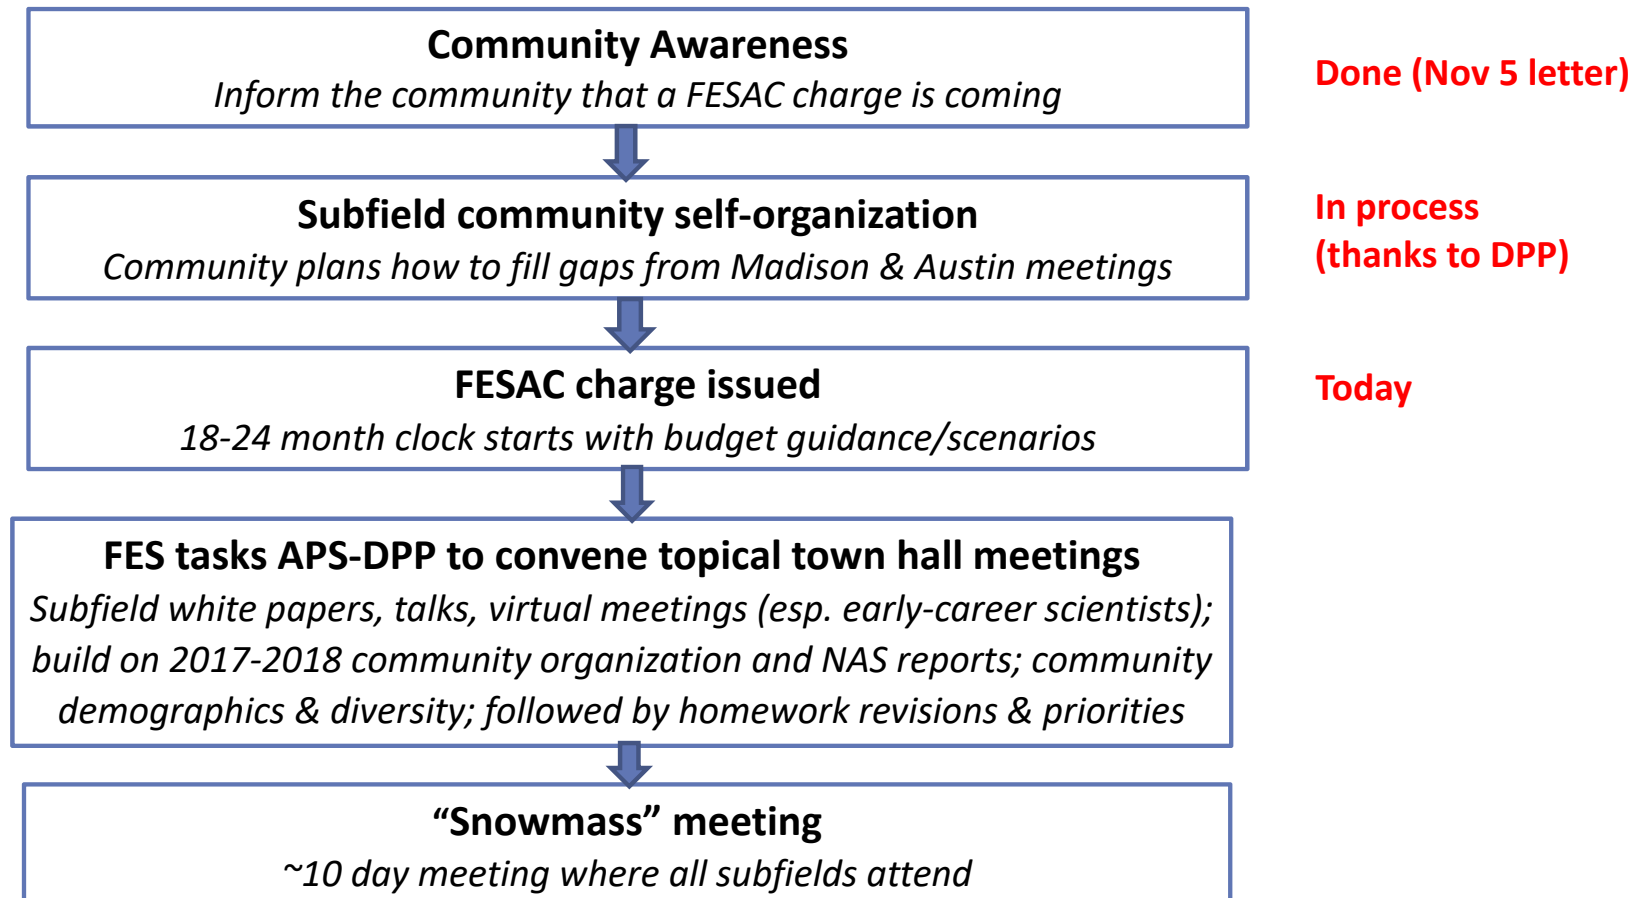 Community Awareness
Inform the community that a FESAC charge is coming
Done (Nov 5 letter)
Subfield community self-organization
Community plans how to fill gaps from Madison & Austin meetings
In process
(thanks to DPP)
FESAC charge issued
18-24 month clock starts with budget guidance/scenarios
Today
FES tasks APS-DPP to convene topical town hall meetings
Subfield white papers, talks, virtual meetings (esp. early-career scientists);
build on 2017-2018 community organization and NAS reports; community
demographics & diversity; followed by homework revisions & priorities
“Snowmass” meeting
~10 day meeting where all subfields attend